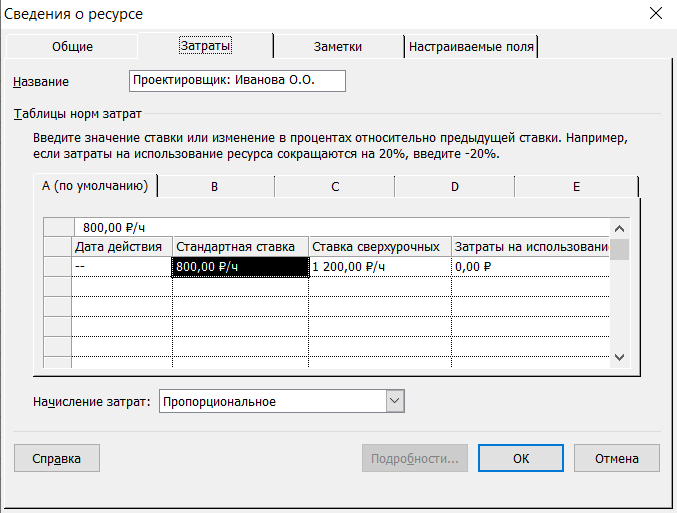 Сведения о ресурсе
Общие Затраты Заметки Настраиваемые поля
Название Проектировщик: Иванова О.О.
Таблицы норм затрат
Введите значение ставки или изменение в процентах относительно предыдущей ставки. Например,
если затраты на использование ресурса сокращаются на 20%, введите -20%.
A (по умолчанию) B C D E
800,00 ₽/ч
Дата действия Стандартная ставка Ставка сверхурочных Затраты на использование
-- 800,00 ₽/ч 1 200,00 ₽/ч 0,00 ₽
Начисление затрат: Пропорциональное
Справка Подробности... ОК Отмена